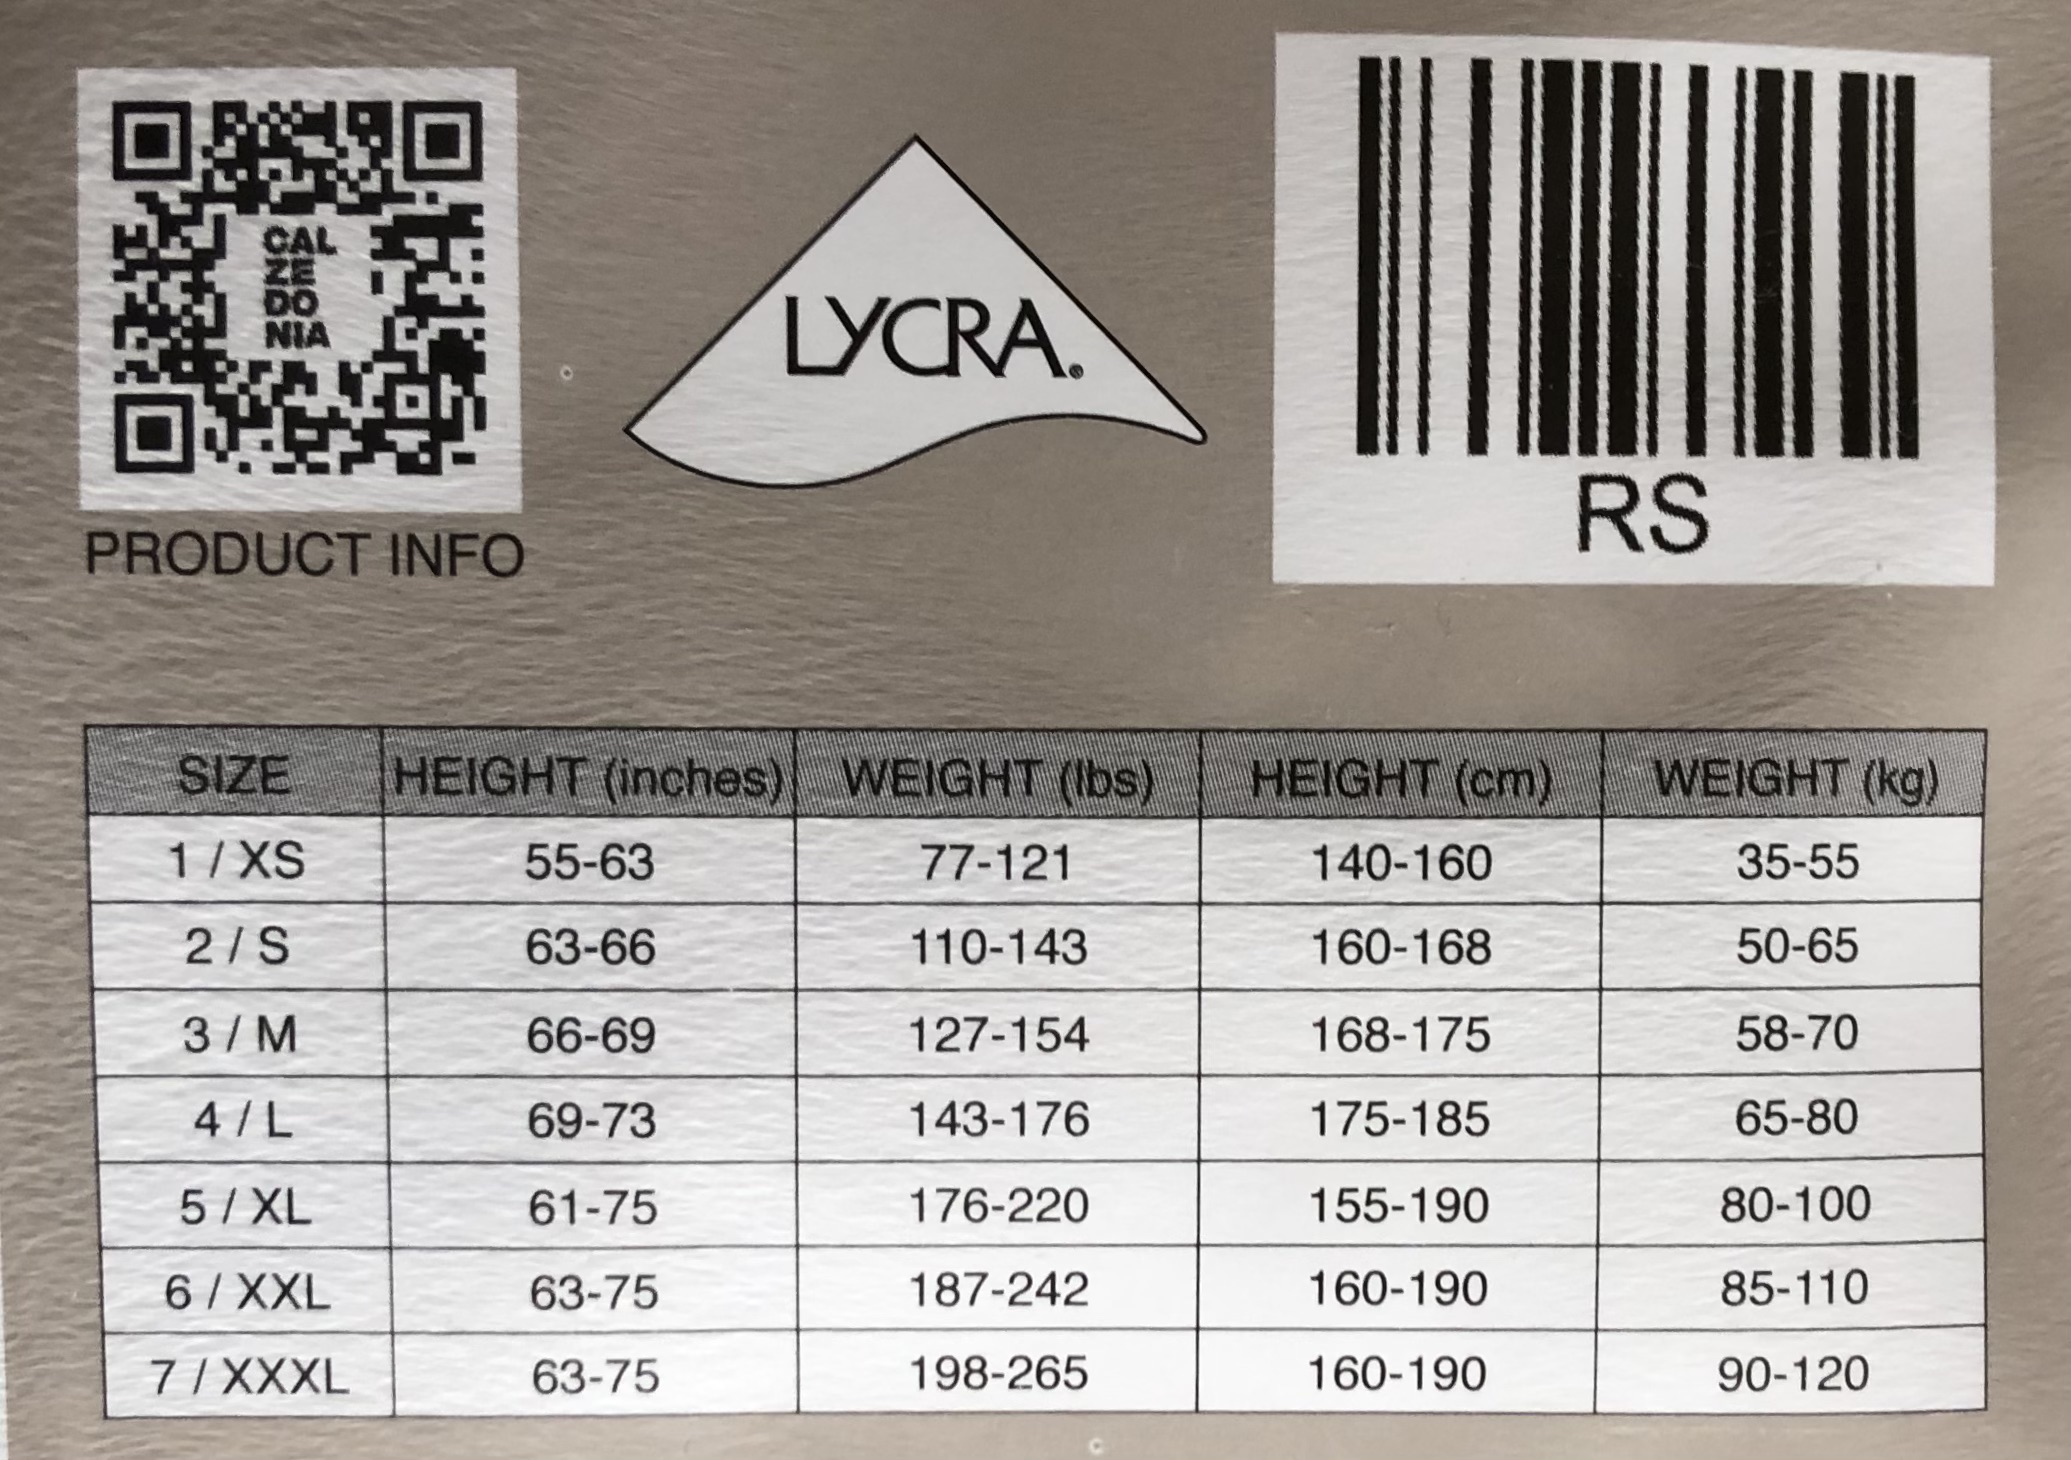 CAL
ZE
DO
NIA
PRODUCT INFO
LYCRA®
RS
SIZE HEIGHT (inches) WEIGHT (lbs) HEIGHT (cm) WEIGHT (kg)
1 / XS 55-63 77-121 140-160 35-55
2 / S 63-66 110-143 160-168 50-65
3 / M 66-69 127-154 168-175 58-70
4 / L 69-73 143-176 175-185 65-80
5 / XL 61-75 176-220 155-190 80-100
6 / XXL 63-75 187-242 160-190 85-110
7 / XXXL 63-75 198-265 160-190 90-120